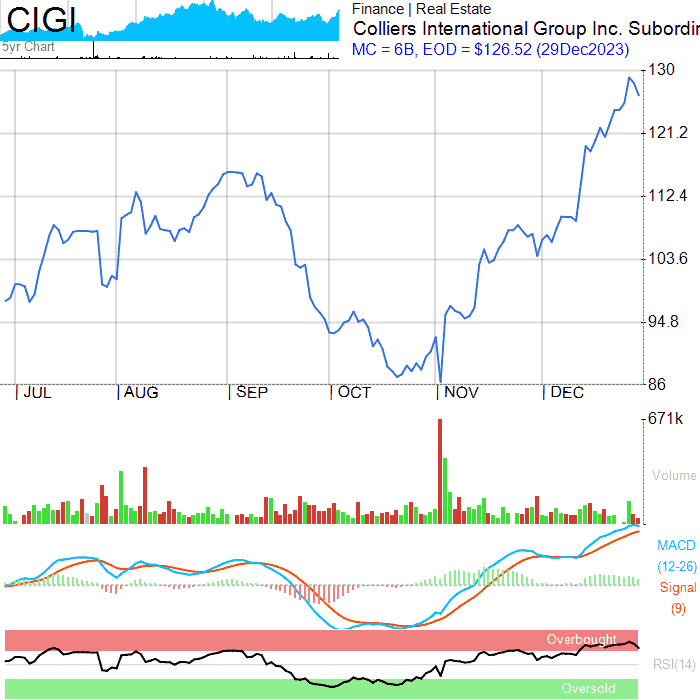 CIGI
5yr Chart
Finance | Real Estate
Colliers International Group Inc. Subordin
MC = 6B, EOD = $126.52 (29Dec2023)
130
121.2
112.4
103.6
94.8
86
JUL AUG SEP OCT NOV DEC
671k
Volume
MACD
(12-26)
Signal
(9)
Overbought
RSI(14)
Oversold